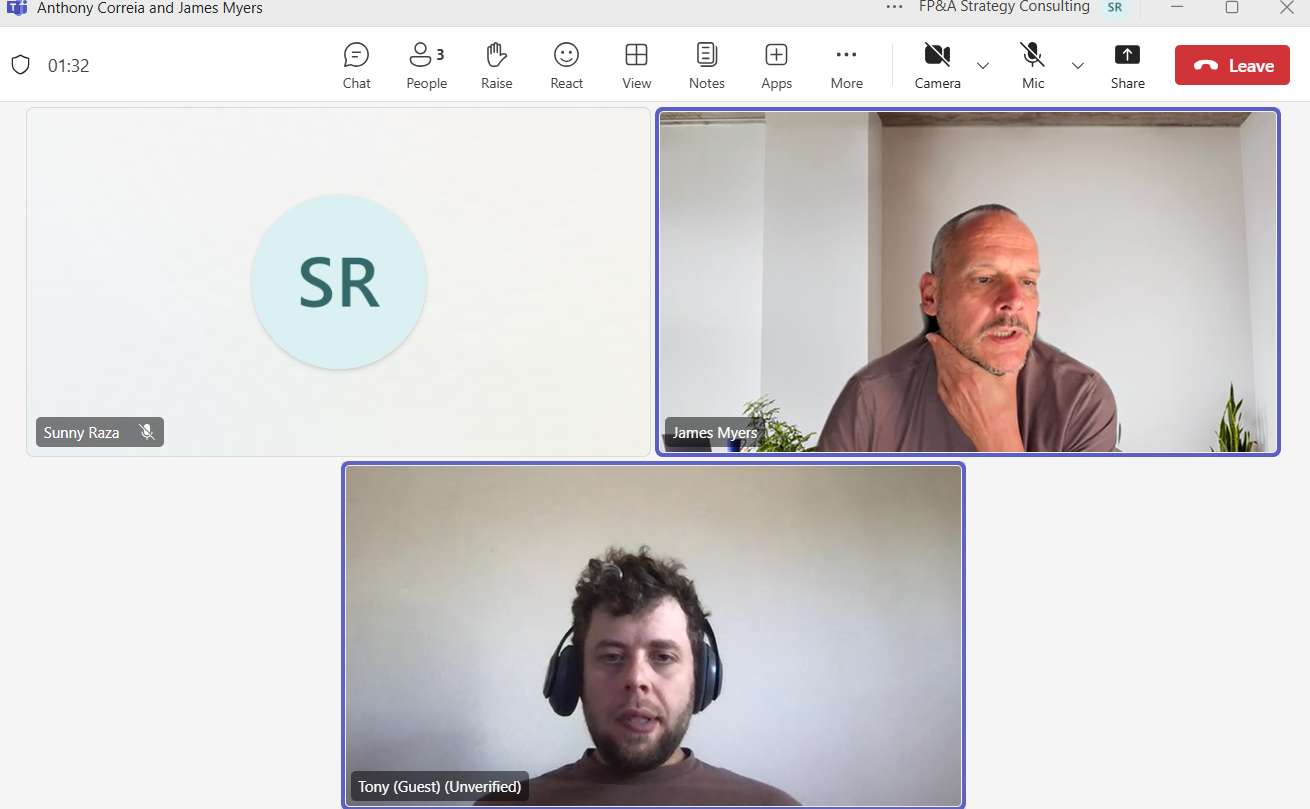 Anthony Correia and James Myers
FP&A Strategy Consulting
SR
01:32
Chat
People
3
Raise
React
View
Notes
Apps
More
Camera
Mic
Share
Leave
SR
Sunny Raza
James Myers
Tony (Guest) (Unverified)